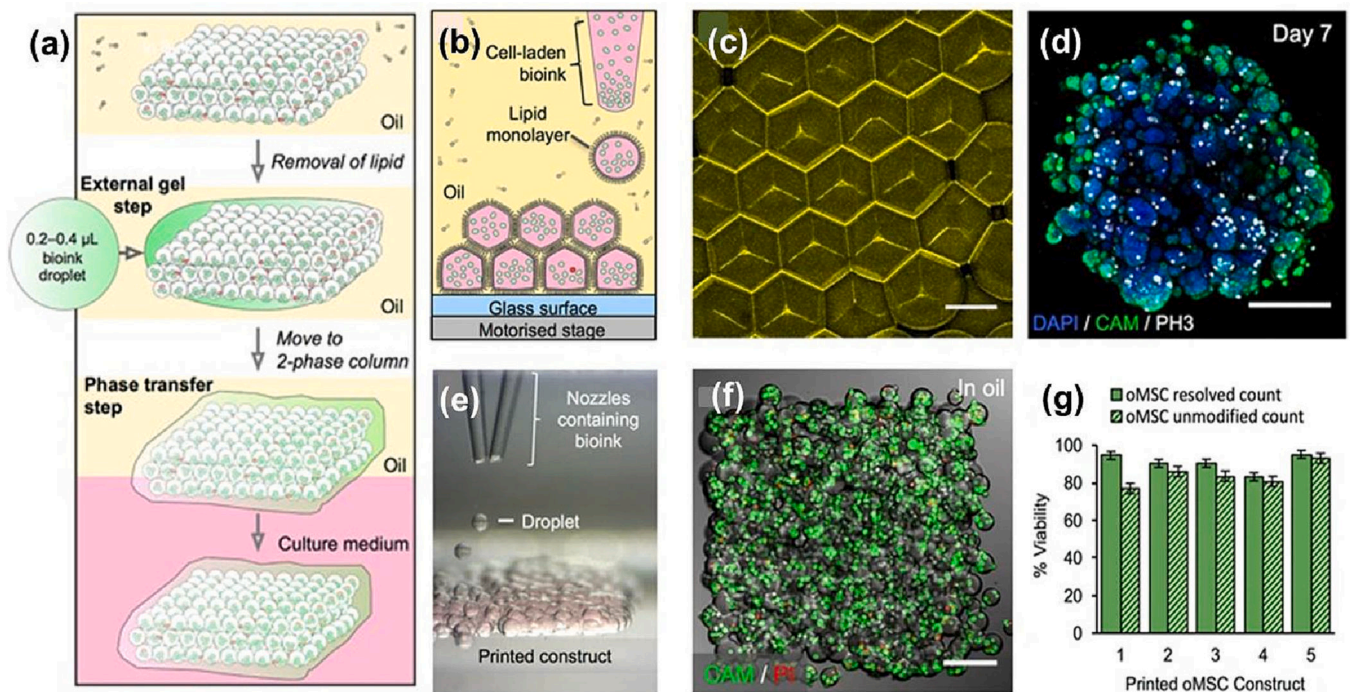 (a)
Oil
Removal of lipid
External gel
step
0.2–0.4 µL
bioink
droplet
Oil
Move to
2-phase column
Phase transfer
step
Oil
Culture medium
(b)
Cell-laden
bioink
Lipid
monolayer
Oil
Glass surface
Motorised stage
(c)
(d)
Day 7
DAPI / CAM / PH3
(e)
Nozzles
containing
bioink
Droplet
Printed construct
(f)
In oil
CAM / PI
(g)
oMSC resolved count
oMSC unmodified count
% Viability
100
80
60
40
20
0
1 2 3 4 5
Printed oMSC Construct